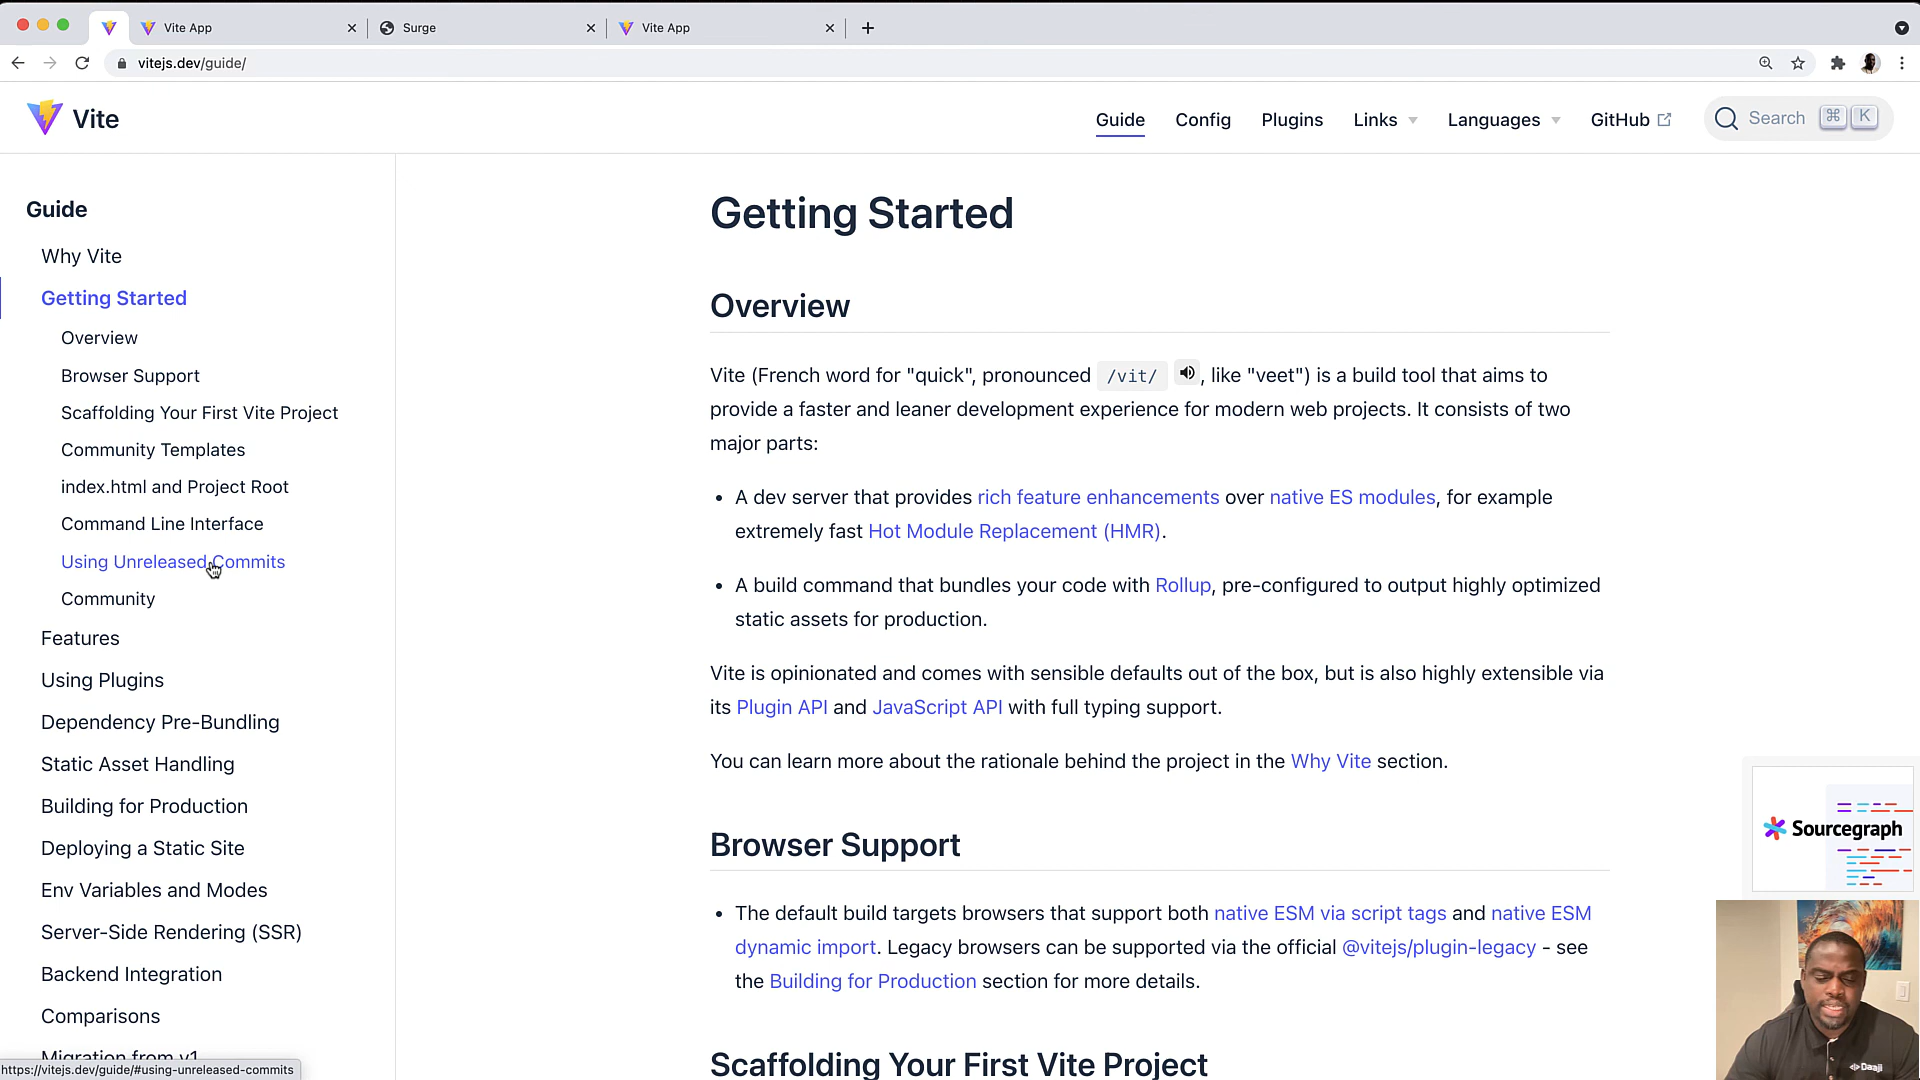 Vite App
Surge
Vite App
vitejs.dev/guide/
Vite
Guide
Config
Plugins
Links
Languages
GitHub
Search
⌘
K
Guide
Why Vite
Getting Started
Overview
Browser Support
Scaffolding Your First Vite Project
Community Templates
index.html and Project Root
Command Line Interface
Using Unreleased Commits
Community
Features
Using Plugins
Dependency Pre-Bundling
Static Asset Handling
Building for Production
Deploying a Static Site
Env Variables and Modes
Server-Side Rendering (SSR)
Backend Integration
Comparisons
Migration from v1
https://vitejs.dev/guide/#using-unreleased-commits
Getting Started
Overview
Vite (French word for "quick", pronounced /vit/ , like "veet") is a build tool that aims to
provide a faster and leaner development experience for modern web projects. It consists of two
major parts:
• A dev server that provides rich feature enhancements over native ES modules, for example
extremely fast Hot Module Replacement (HMR).
• A build command that bundles your code with Rollup, pre-configured to output highly optimized
static assets for production.
Vite is opinionated and comes with sensible defaults out of the box, but is also highly extensible via
its Plugin API and JavaScript API with full typing support.
You can learn more about the rationale behind the project in the Why Vite section.
Browser Support
• The default build targets browsers that support both native ESM via script tags and native ESM
dynamic import. Legacy browsers can be supported via the official @vitejs/plugin-legacy - see
the Building for Production section for more details.
Scaffolding Your First Vite Project
Sourcegraph
Daaji